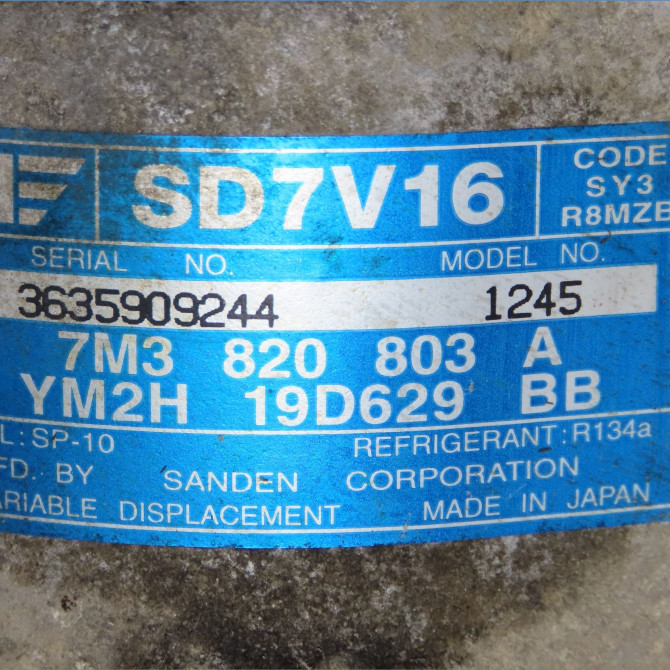 SD7V16
CODE
SY3
R8MZB
SERIAL NO. MODEL NO.
3635909244 1245
7M3 820 803 A
YM2H 19D629 BB
L:SP-10 REFRIGERANT:R134a
FD. BY SANDEN CORPORATION
ARIABLE DISPLACEMENT MADE IN JAPAN